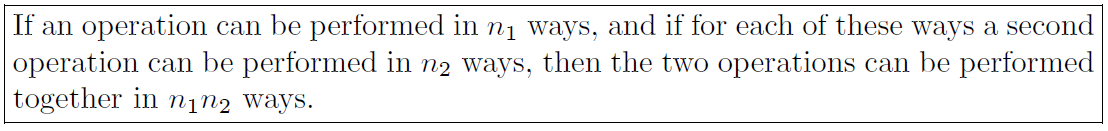 If an operation can be performed in n₁ ways, and if for each of these ways a second
operation can be performed in n₂ ways, then the two operations can be performed
together in n₁n₂ ways.